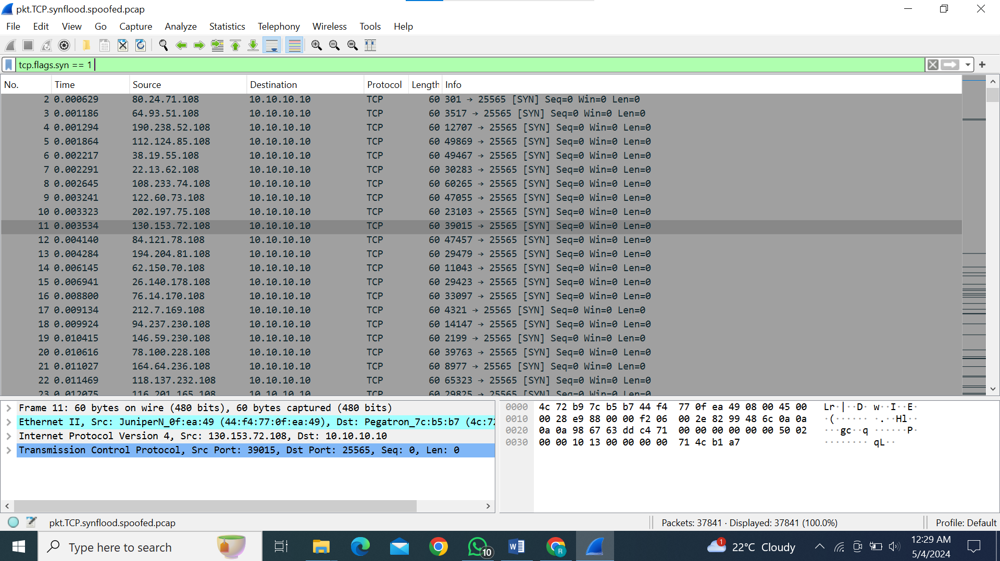 pkt.TCP.synflood.spoofed.pcap
File Edit View Go Capture Analyze Statistics Telephony Wireless Tools Help
tcp.flags.syn == 1
No. Time Source Destination Protocol Length Info
2 0.000629 80.24.71.108 10.10.10.10 TCP 60 301 → 25565 [SYN] Seq=0 Win=0 Len=0
3 0.001186 64.93.51.108 10.10.10.10 TCP 60 3517 → 25565 [SYN] Seq=0 Win=0 Len=0
4 0.001294 190.238.52.108 10.10.10.10 TCP 60 12707 → 25565 [SYN] Seq=0 Win=0 Len=0
5 0.001864 112.124.85.108 10.10.10.10 TCP 60 49869 → 25565 [SYN] Seq=0 Win=0 Len=0
6 0.002217 38.19.55.108 10.10.10.10 TCP 60 49467 → 25565 [SYN] Seq=0 Win=0 Len=0
7 0.002291 22.13.62.108 10.10.10.10 TCP 60 30283 → 25565 [SYN] Seq=0 Win=0 Len=0
8 0.002645 108.233.74.108 10.10.10.10 TCP 60 60265 → 25565 [SYN] Seq=0 Win=0 Len=0
9 0.003241 122.60.73.108 10.10.10.10 TCP 60 47055 → 25565 [SYN] Seq=0 Win=0 Len=0
10 0.003323 202.197.75.108 10.10.10.10 TCP 60 23103 → 25565 [SYN] Seq=0 Win=0 Len=0
11 0.003534 130.153.72.108 10.10.10.10 TCP 60 39015 → 25565 [SYN] Seq=0 Win=0 Len=0
12 0.004140 84.121.78.108 10.10.10.10 TCP 60 47457 → 25565 [SYN] Seq=0 Win=0 Len=0
13 0.004284 194.204.81.108 10.10.10.10 TCP 60 29479 → 25565 [SYN] Seq=0 Win=0 Len=0
14 0.006145 62.150.70.108 10.10.10.10 TCP 60 11043 → 25565 [SYN] Seq=0 Win=0 Len=0
15 0.006941 26.140.178.108 10.10.10.10 TCP 60 29423 → 25565 [SYN] Seq=0 Win=0 Len=0
16 0.008800 76.14.170.108 10.10.10.10 TCP 60 33097 → 25565 [SYN] Seq=0 Win=0 Len=0
17 0.009134 212.7.169.108 10.10.10.10 TCP 60 4321 → 25565 [SYN] Seq=0 Win=0 Len=0
18 0.009924 94.237.230.108 10.10.10.10 TCP 60 14147 → 25565 [SYN] Seq=0 Win=0 Len=0
19 0.010415 146.59.230.108 10.10.10.10 TCP 60 2199 → 25565 [SYN] Seq=0 Win=0 Len=0
20 0.010616 78.100.228.108 10.10.10.10 TCP 60 39763 → 25565 [SYN] Seq=0 Win=0 Len=0
21 0.011027 164.64.236.108 10.10.10.10 TCP 60 8977 → 25565 [SYN] Seq=0 Win=0 Len=0
22 0.011469 118.137.232.108 10.10.10.10 TCP 60 65323 → 25565 [SYN] Seq=0 Win=0 Len=0
23 0.012075 116.201.165.108 10.10.10.10 TCP 60 29825 → 25565 [SYN] Seq=0 Win=0 Len=0
Frame 11: 60 bytes on wire (480 bits), 60 bytes captured (480 bits)
Ethernet II, Src: JuniperN_0f:ea:49 (44:f4:77:0f:ea:49), Dst: Pegatron_7c:b5:b7 (4c:72
Internet Protocol Version 4, Src: 130.153.72.108, Dst: 10.10.10.10
Transmission Control Protocol, Src Port: 39015, Dst Port: 25565, Seq: 0, Len: 0
0000 4c 72 b9 7c b5 b7 44 f4 77 0f ea 49 08 00 45 00 Lr·|··D· w··I··E·
0010 00 28 e9 88 00 00 f2 06 00 2e 82 99 48 6c 0a 0a ·(······ ·.··Hl··
0020 0a 0a 98 67 63 dd c4 71 00 00 00 00 00 00 50 02 ···gc··q ······P·
0030 00 00 10 13 00 00 00 00 71 4c b1 a7 ········ qL··
pkt.TCP.synflood.spoofed.pcap
Packets: 37841 · Displayed: 37841 (100.0%)
Profile: Default
Type here to search
10
W
R
1
22°C Cloudy
12:29 AM
5/4/2024